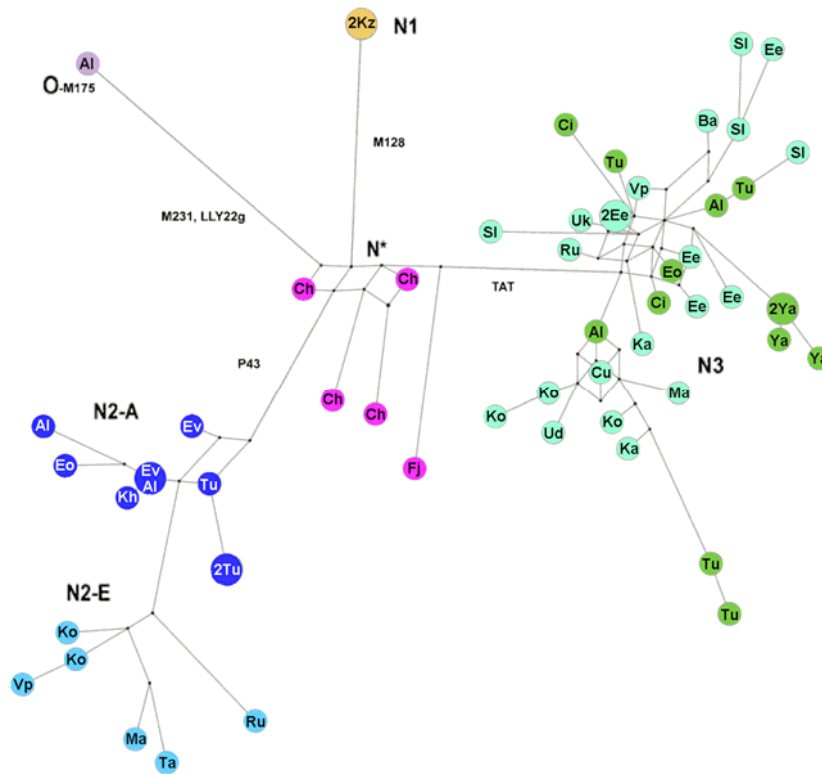 2Kz
N1
Al
O-M175
M128
M231, LLY22g
N*
Ch
Ch
Ch
Ch
Fj
TAT
P43
Sl
Ee
Ci
Ba
Sl
Tu
Sl
Vp
Tu
Al
2Ee
Uk
Sl
Ru
Ee
Eo
Ci
Ee
Ee
2Ya
Ya
Ya
Al
Ka
N3
Cu
Ko
Ko
Ma
Ud
Ko
Ka
Tu
Tu
N2-A
Al
Ev
Eo
Ev
Al
Kh
Tu
2Tu
N2-E
Ko
Ko
Vp
Ru
Ma
Ta